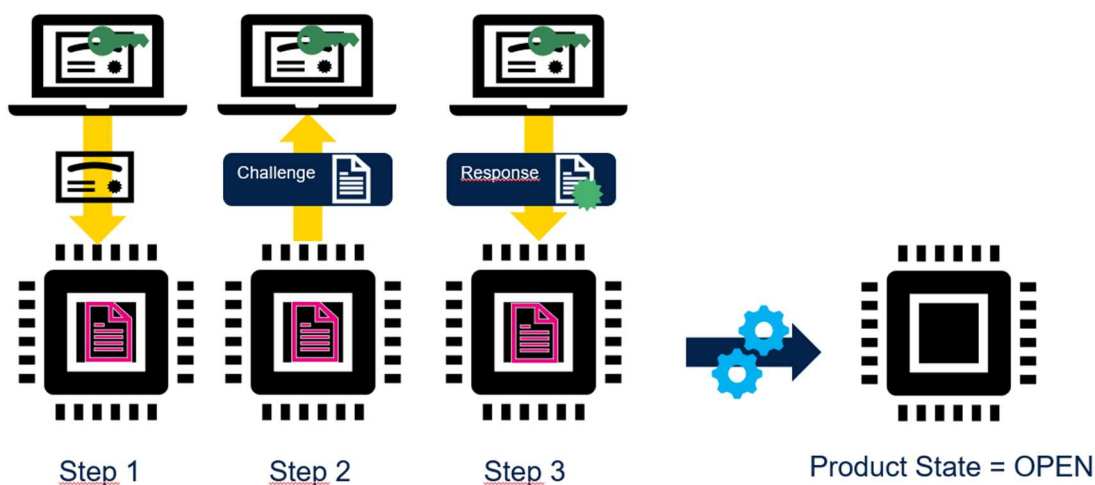 Challenge
Response
Step 1
Step 2
Step 3
Product State = OPEN